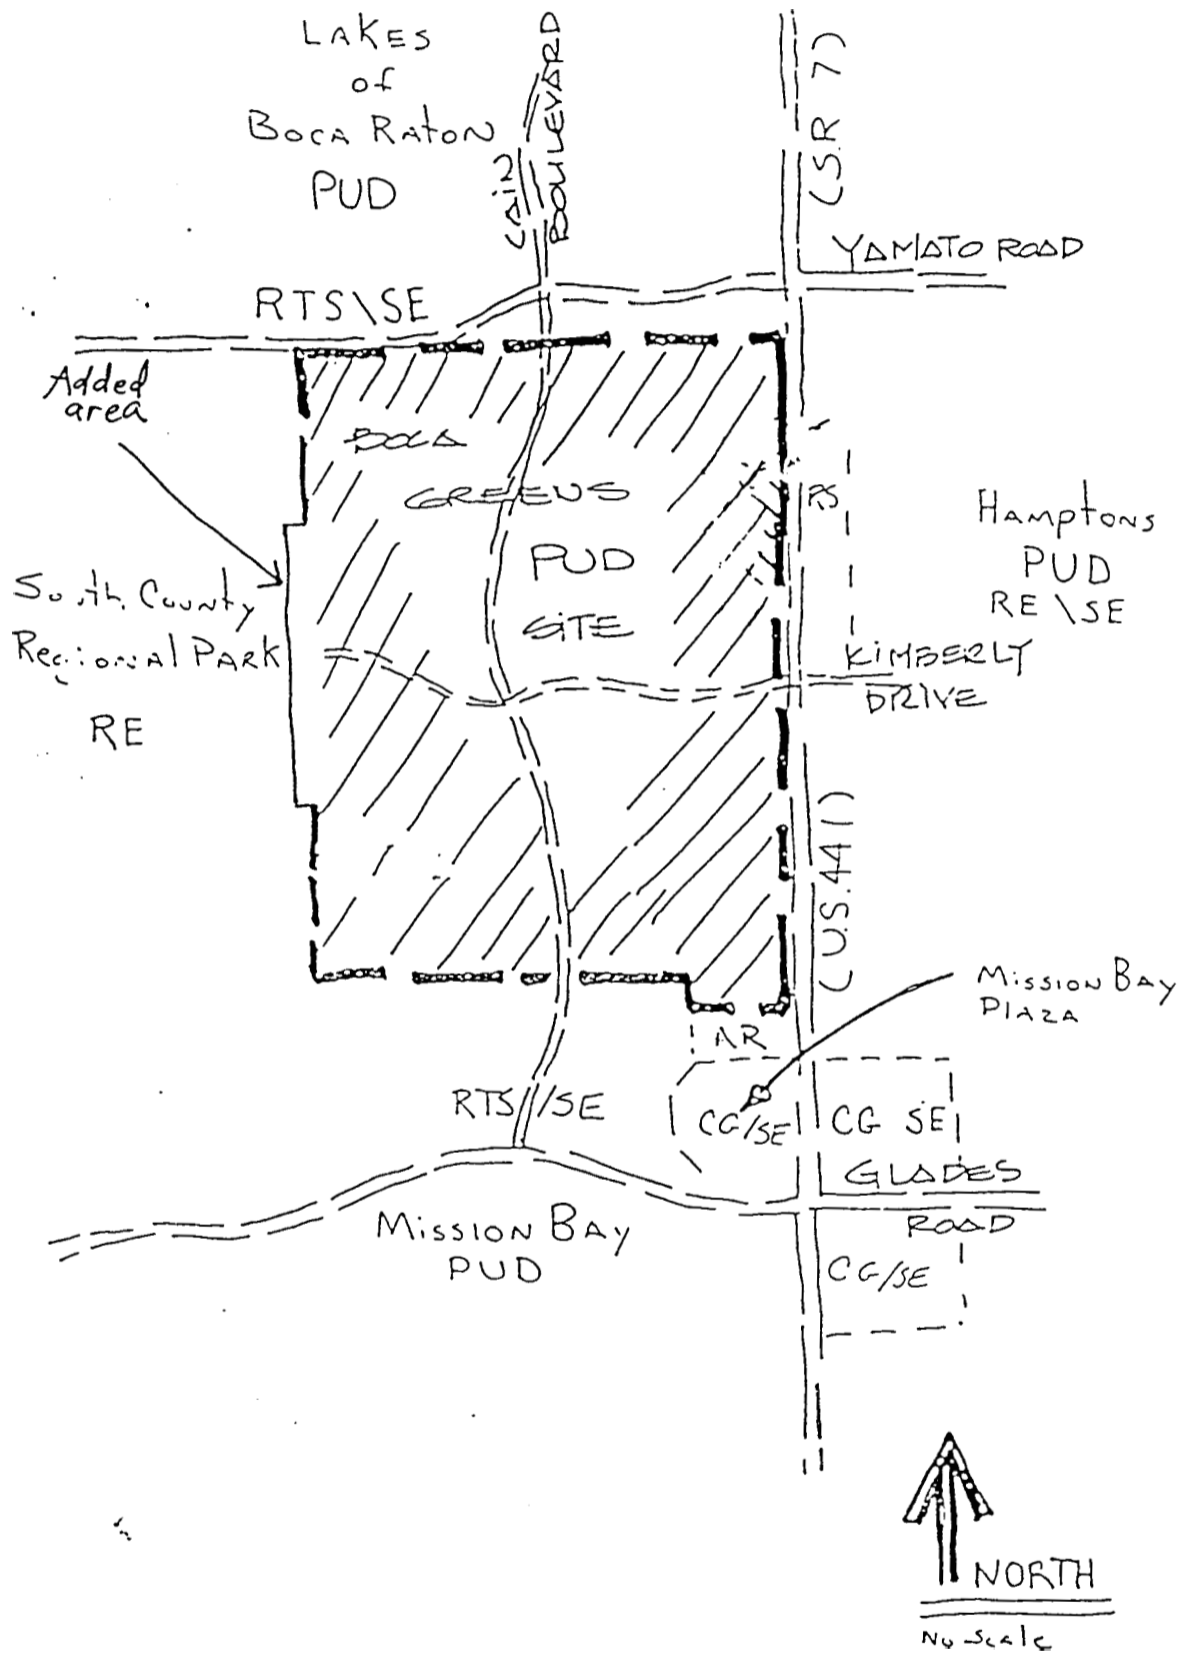 LAKES
of
BOCA RATON
PUD
CAIN
BOULEVARD
(S.R 7)
YAMATO ROAD
RTS\SE
Added
area
BOCA
GREENS
PUD
SITE
PS
HAMPTONS
PUD
RE\SE
South County
Regional PARK
RE
KIMBERLY
DRIVE
(U.S. 441)
MISSION BAY
PLAZA
AR
RTS/SE
CG/SE
CG SE
GLADES
ROAD
MISSION BAY
PUD
CG/SE
NORTH
No Scale